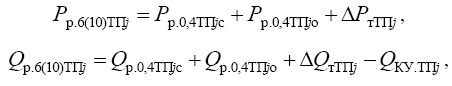 Pр.6(10)ТПj = Pр.0,4ТПjс + Pр.0,4ТПjо + ΔPтТПj ,
Qр.6(10)ТПj = Qр.0,4ТПjс + Qр.0,4ТПjо + ΔQтТПj − QКУ.ТПj ,